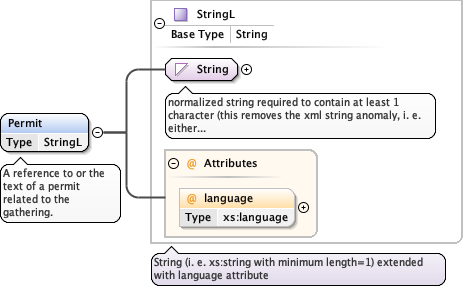 StringL
Base Type String
String
normalized string required to contain at least 1
character (this removes the xml string anomaly, i. e.
either...
Permit
Type StringL
A reference to or the
text of a permit
related to the
gathering.
@ Attributes
@ language
Type xs:language
String (i. e. xs:string with minimum length=1) extended
with language attribute